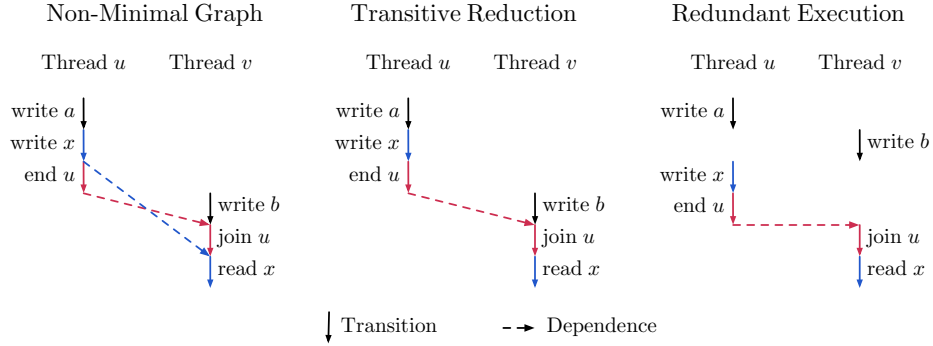 Non-Minimal Graph
Thread u Thread v
write a
write x
end u
write b
join u
read x
Transitive Reduction
Thread u Thread v
write a
write x
end u
write b
join u
read x
Redundant Execution
Thread u Thread v
write a
write b
write x
end u
join u
read x
Transition Dependence